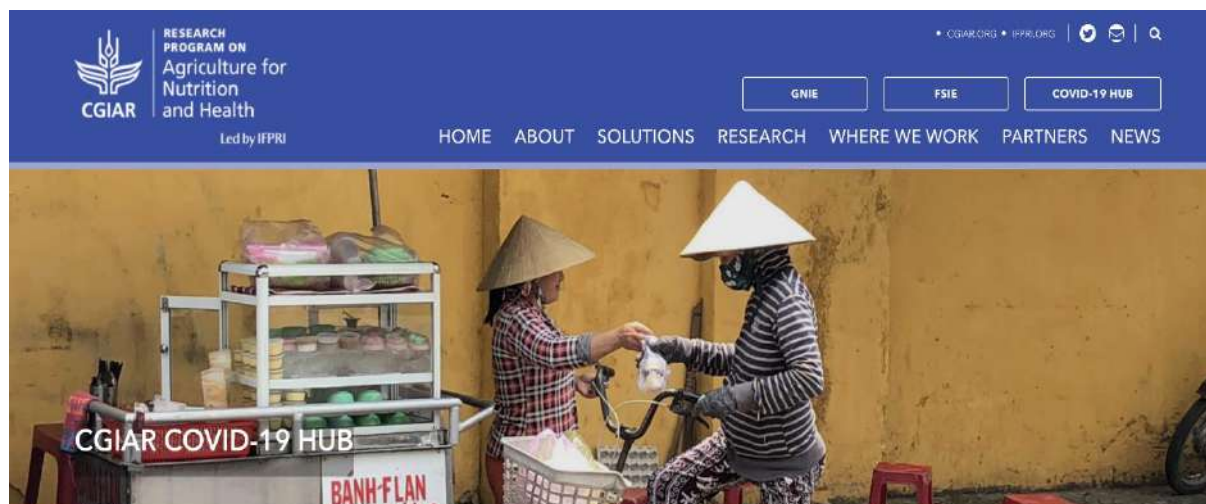 RESEARCH
PROGRAM ON
Agriculture for
Nutrition
and Health
CGIAR
Led by IFPRI
• CGIAR.ORG • IFPRI.ORG
GNIE
FSIE
COVID-19 HUB
HOME ABOUT SOLUTIONS RESEARCH WHERE WE WORK PARTNERS NEWS
CGIAR COVID-19 HUB
BANH FLAN